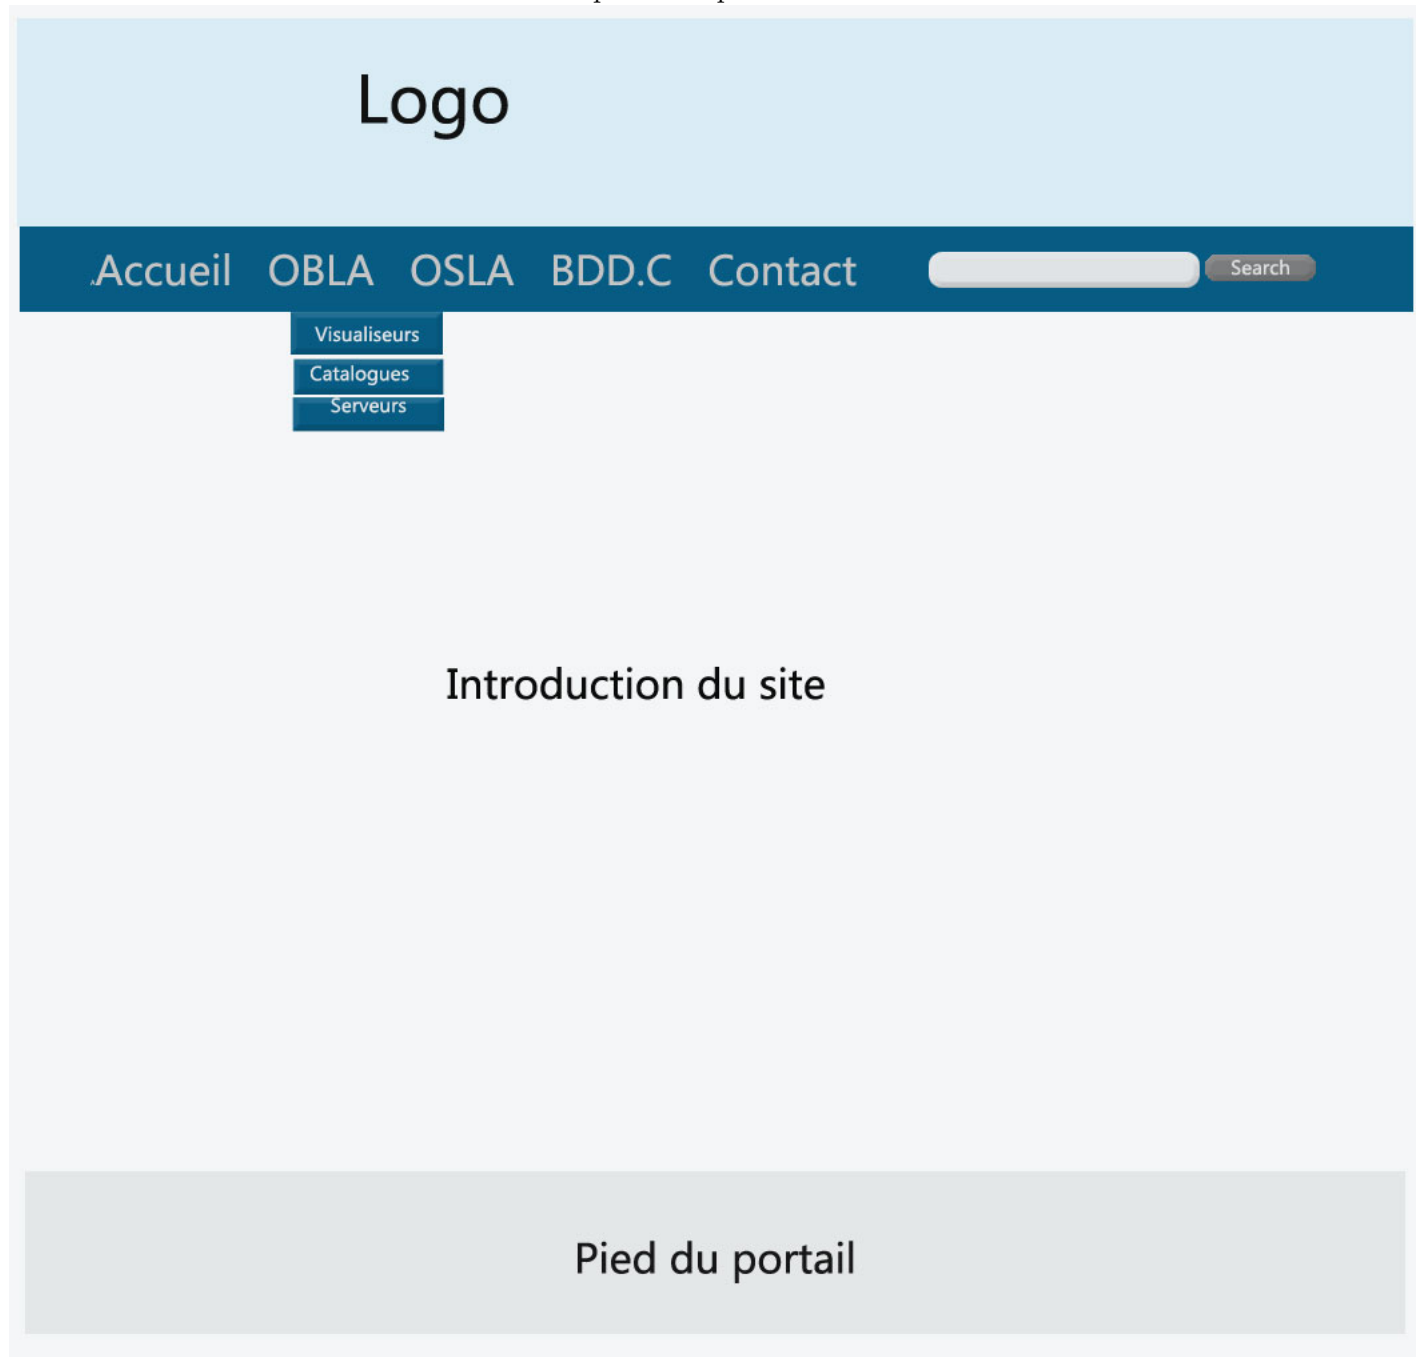 Logo
Accueil OBLA OSLA BDD.C Contact Search
Visualiseurs
Catalogues
Serveurs
Introduction du site
Pied du portail